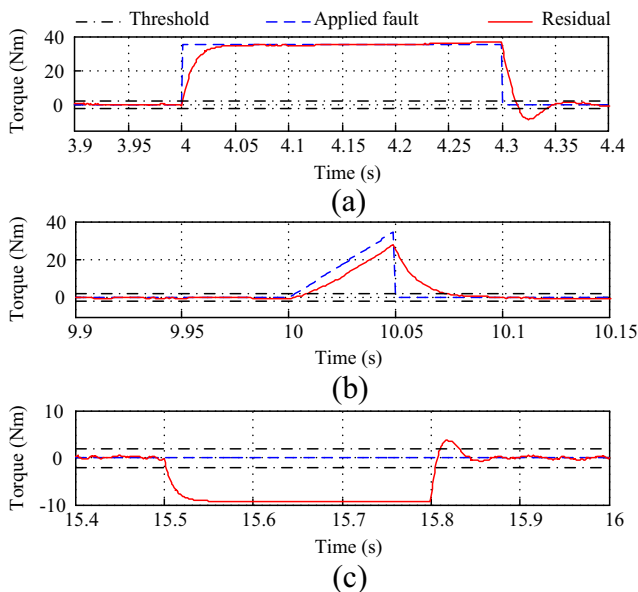 Threshold Applied fault Residual
Torque (Nm)
40
20
0
3.9 3.95 4 4.05 4.1 4.15 4.2 4.25 4.3 4.35 4.4
Time (s)
(a)
Torque (Nm)
40
20
0
9.9 9.95 10 10.05 10.1 10.15
Time (s)
(b)
Torque (Nm)
10
0
-10
15.4 15.5 15.6 15.7 15.8 15.9 16
Time (s)
(c)